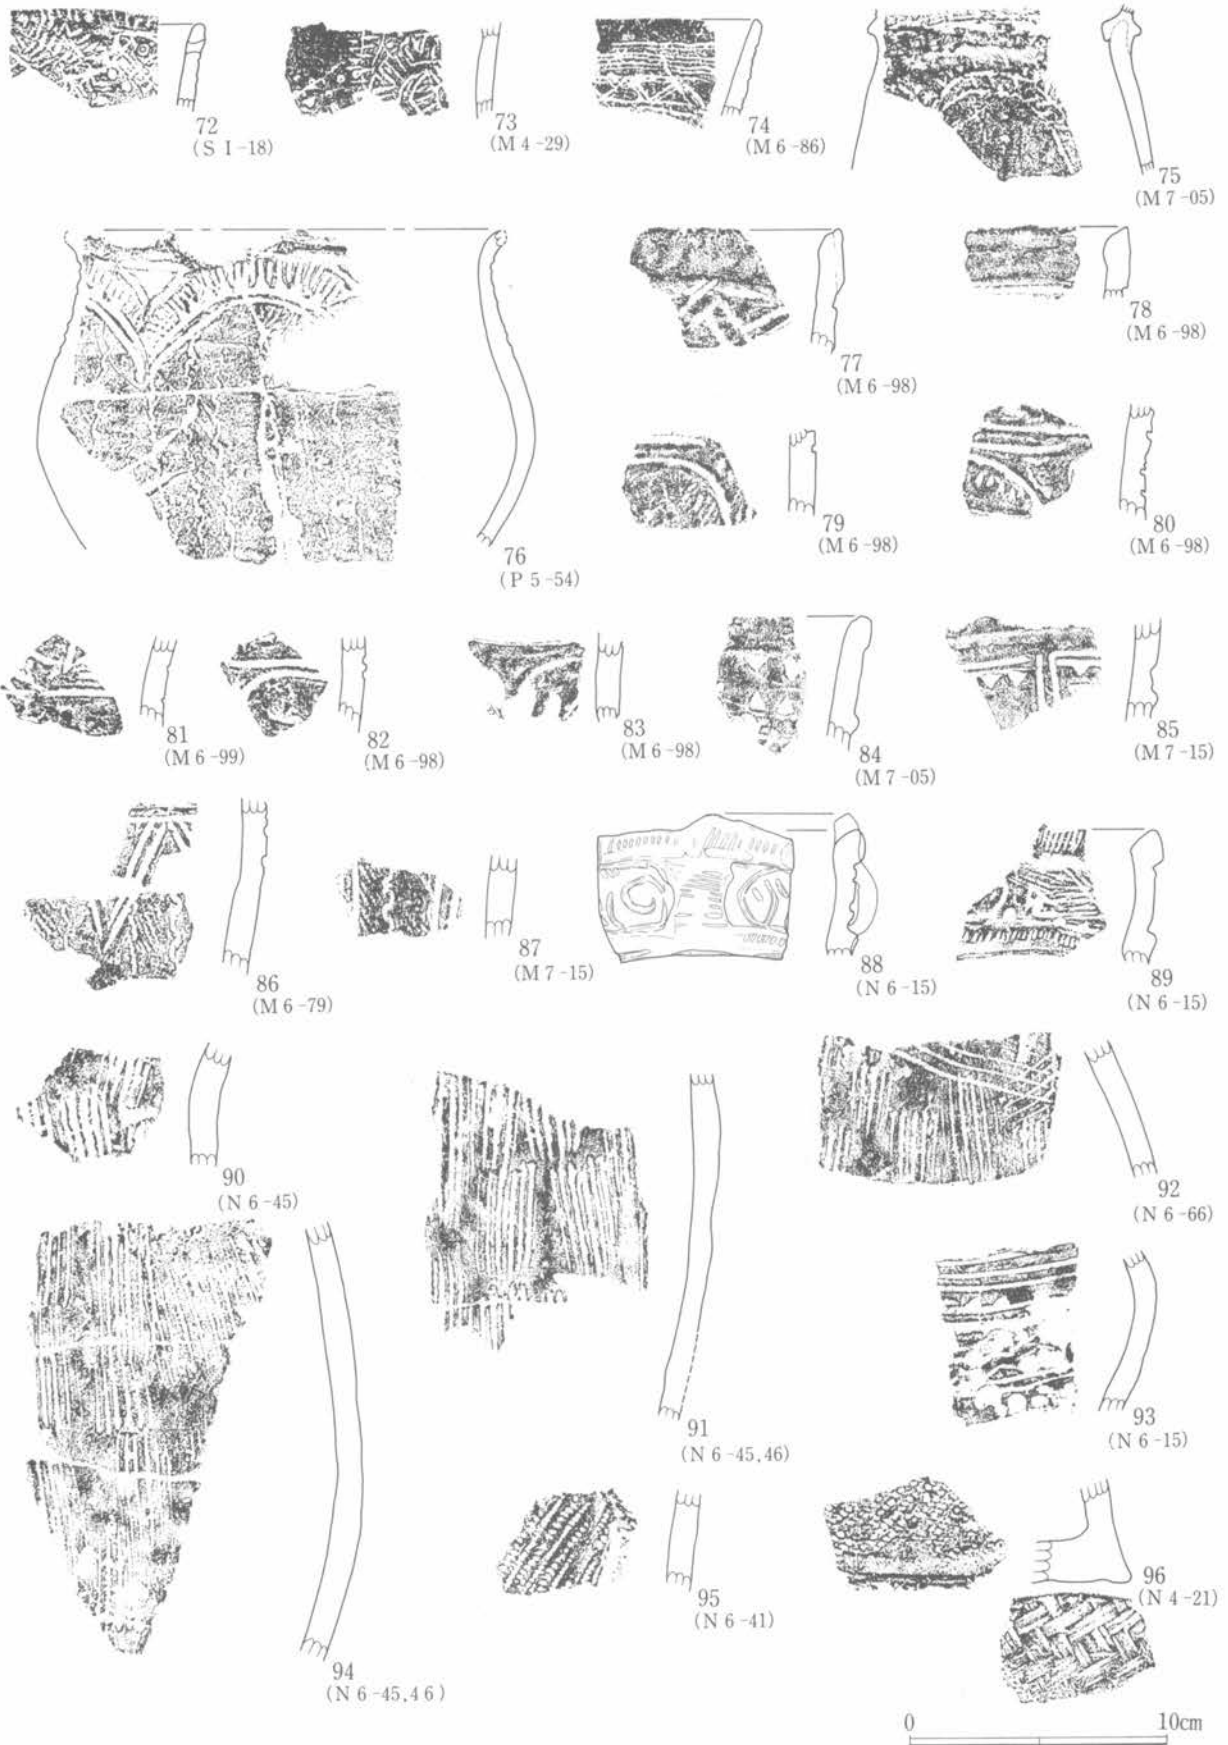 72
(S I -18)
73
(M 4 -29)
74
(M 6 -86)
75
(M 7 -05)
76
(P 5 -54)
77
(M 6 -98)
78
(M 6 -98)
79
(M 6 -98)
80
(M 6 -98)
81
(M 6 -99)
82
(M 6 -98)
83
(M 6 -98)
84
(M 7 -05)
85
(M 7 -15)
86
(M 6 -79)
87
(M 7 -15)
88
(N 6 -15)
89
(N 6 -15)
90
(N 6 -45)
91
(N 6 -45,46)
92
(N 6 -66)
93
(N 6 -15)
94
(N 6 -45,46)
95
(N 6 -41)
96
(N 4 -21)
0 10cm